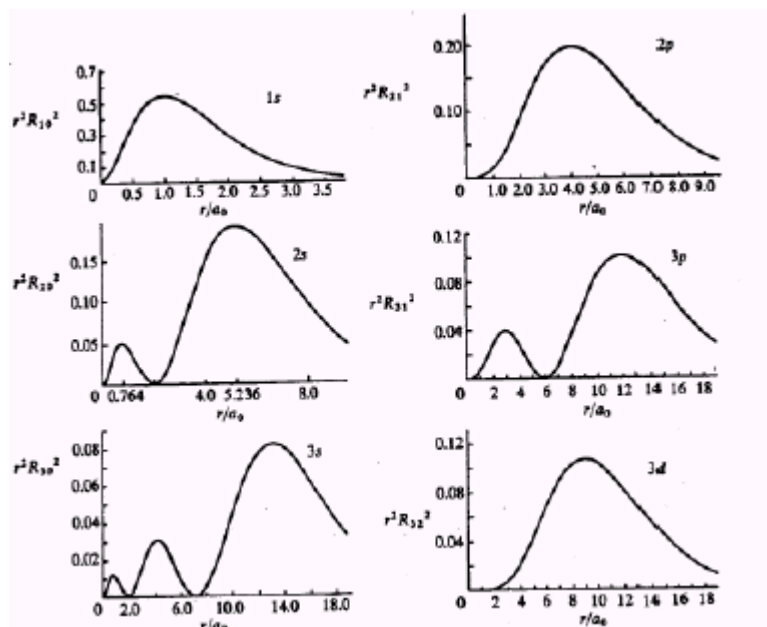 0.7
0.5
0.3
0.1
r²R₁₀²
1s
0 0.5 1.0 1.5 2.0 2.5 3.0 3.5
r/a₀
0.20
0.10
r²R₂₁²
2p
0 1.0 2.0 3.0 4.0 5.0 6.0 7.0 8.0 9.0
r/a₀
0.15
0.10
0.05
r²R₂₀²
2s
0 0.764 4.0 5.236 8.0
r/a₀
0.12
0.08
0.04
r²R₃₁²
3p
0 2 4 6 8 10 12 14 16 18
r/a₀
0.08
0.06
0.04
0.02
r²R₃₀²
3s
0 2.0 6.0 10.0 14.0 18.0
0.12
0.08
0.04
r²R₃₂²
3d
0 2 4 6 8 10 12 14 16 18
r/a₀